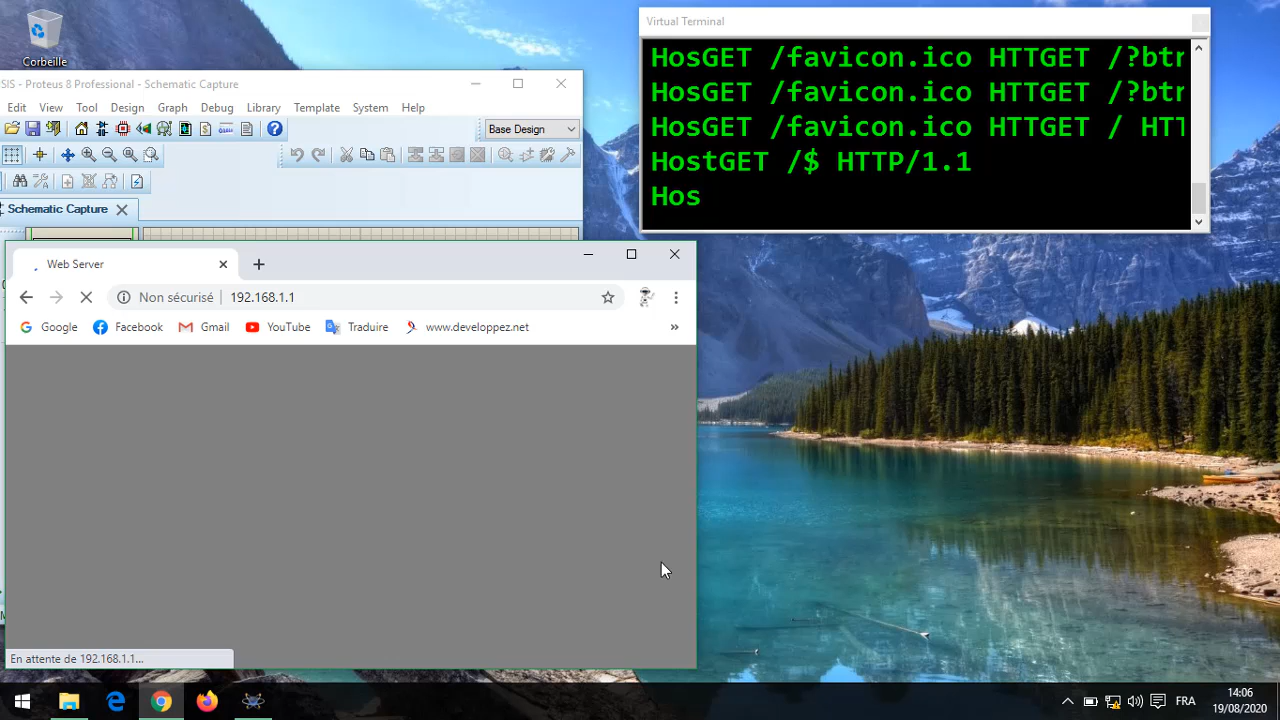 Corbeille
SIS - Proteus 8 Professional - Schematic Capture
Edit View Tool Design Graph Debug Library Template System Help
Base Design
Schematic Capture
Virtual Terminal
HosGET /favicon.ico HTTGET /?btn
HosGET /favicon.ico HTTGET /?btn
HosGET /favicon.ico HTTGET / HTT
HostGET /$ HTTP/1.1
Hos
Web Server
Non sécurisé 192.168.1.1
Google Facebook Gmail YouTube Traduire www.developpez.net »
En attente de 192.168.1.1...
FRA
14:06
19/08/2020